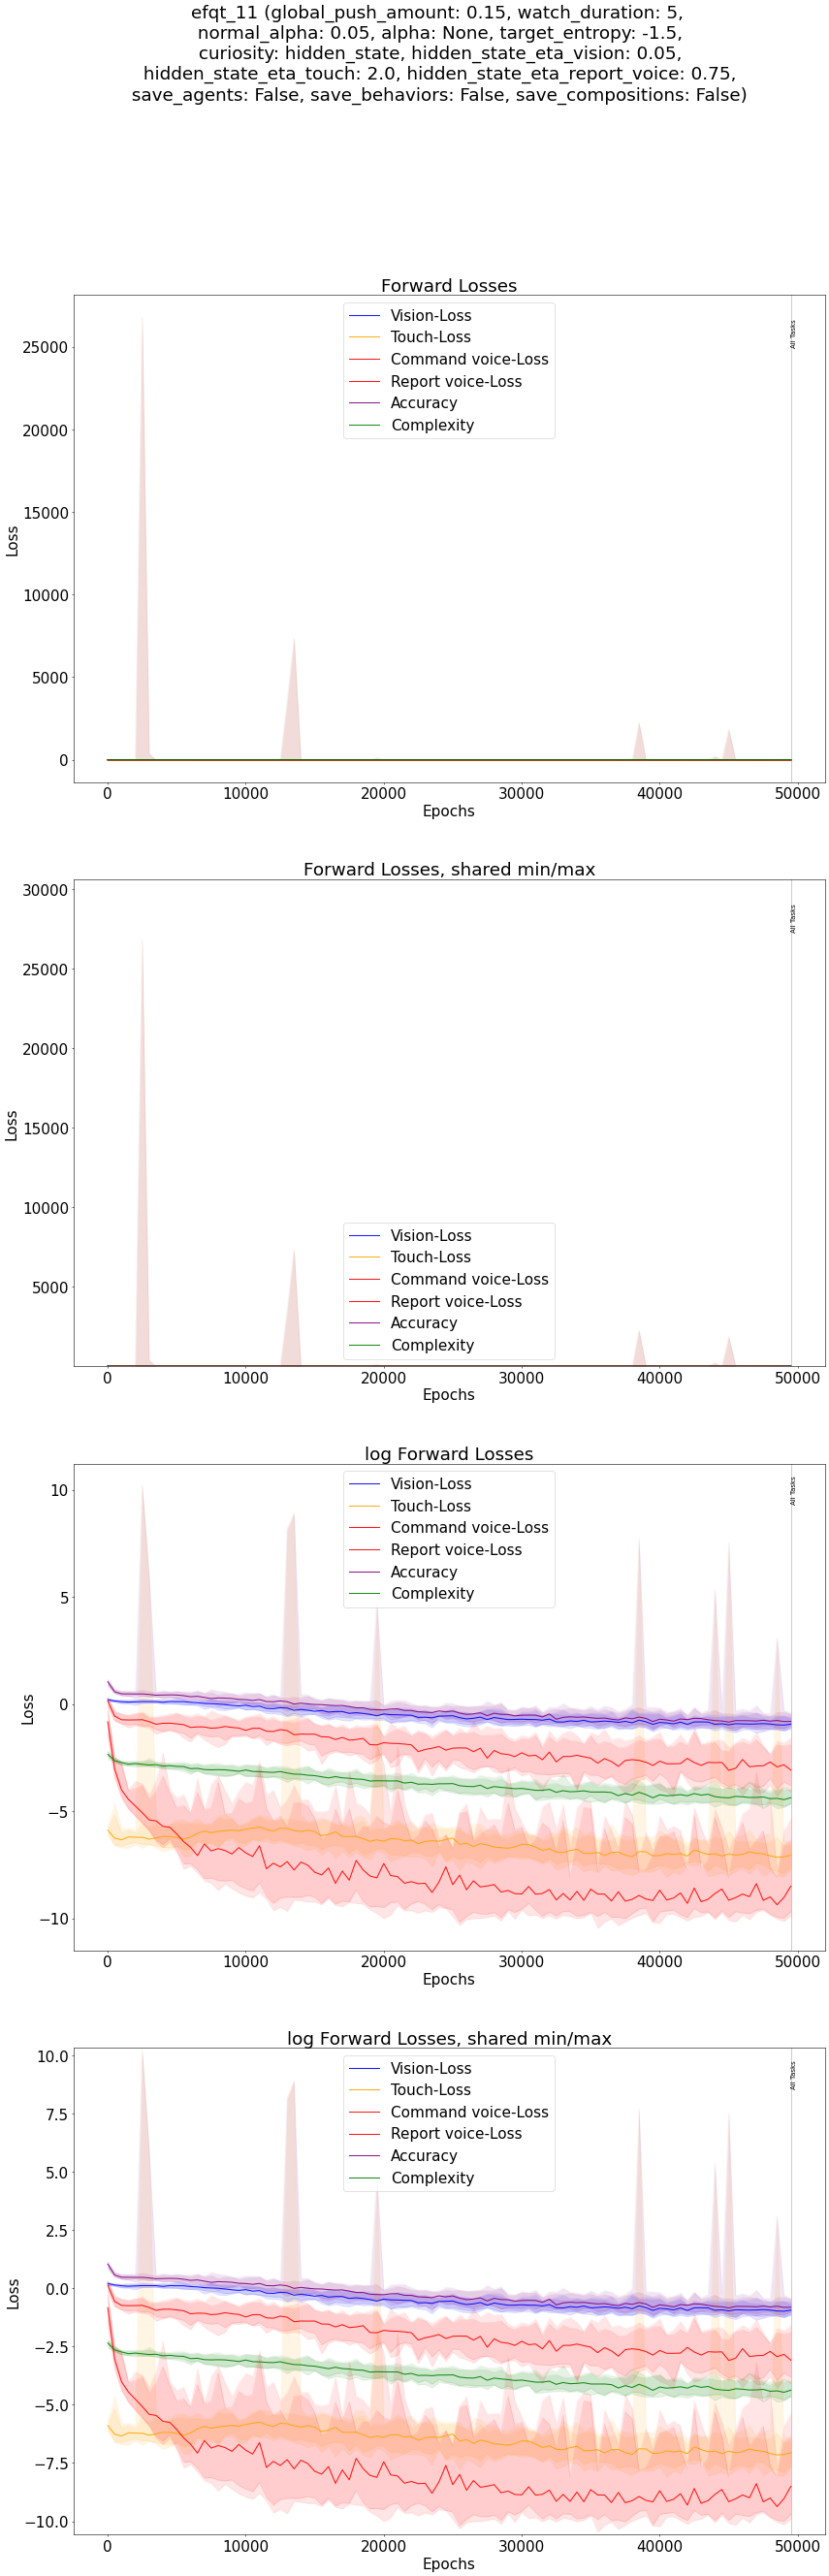 efqt_11 (global_push_amount: 0.15, watch_duration: 5,
normal_alpha: 0.05, alpha: None, target_entropy: -1.5,
curiosity: hidden_state, hidden_state_eta_vision: 0.05,
hidden_state_eta_touch: 2.0, hidden_state_eta_report_voice: 0.75,
save_agents: False, save_behaviors: False, save_compositions: False)
Forward Losses
Vision-Loss
Touch-Loss
Command voice-Loss
Report voice-Loss
Accuracy
Complexity
All Tasks
25000
20000
15000
10000
5000
0
Loss
0 10000 20000 30000 40000 50000
Epochs
Forward Losses, shared min/max
All Tasks
30000
25000
20000
15000
10000
5000
Loss
Vision-Loss
Touch-Loss
Command voice-Loss
Report voice-Loss
Accuracy
Complexity
0 10000 20000 30000 40000 50000
Epochs
log Forward Losses
Vision-Loss
Touch-Loss
Command voice-Loss
Report voice-Loss
Accuracy
Complexity
All Tasks
10
5
0
−5
−10
Loss
0 10000 20000 30000 40000 50000
Epochs
log Forward Losses, shared min/max
Vision-Loss
Touch-Loss
Command voice-Loss
Report voice-Loss
Accuracy
Complexity
All Tasks
10.0
7.5
5.0
2.5
0.0
−2.5
−5.0
−7.5
−10.0
Loss
0 10000 20000 30000 40000 50000
Epochs